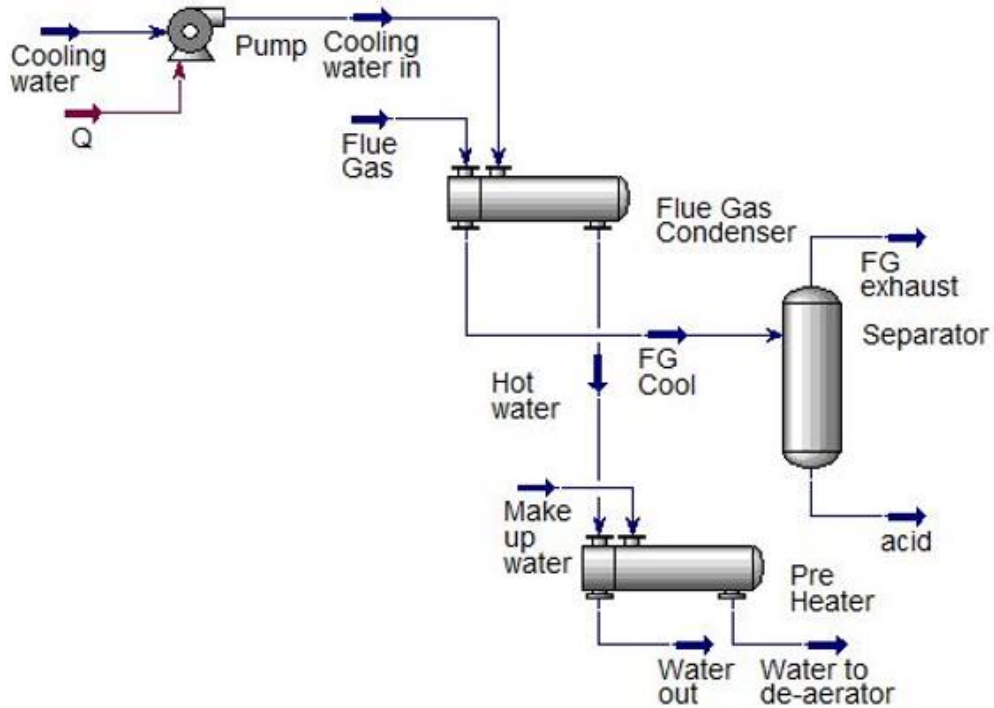 Cooling
water
Pump
Cooling
water in
Q
Flue
Gas
Flue Gas
Condenser
FG
exhaust
Separator
FG
Cool
Hot
water
Make
up
water
acid
Pre
Heater
Water
out
Water to
de-aerator